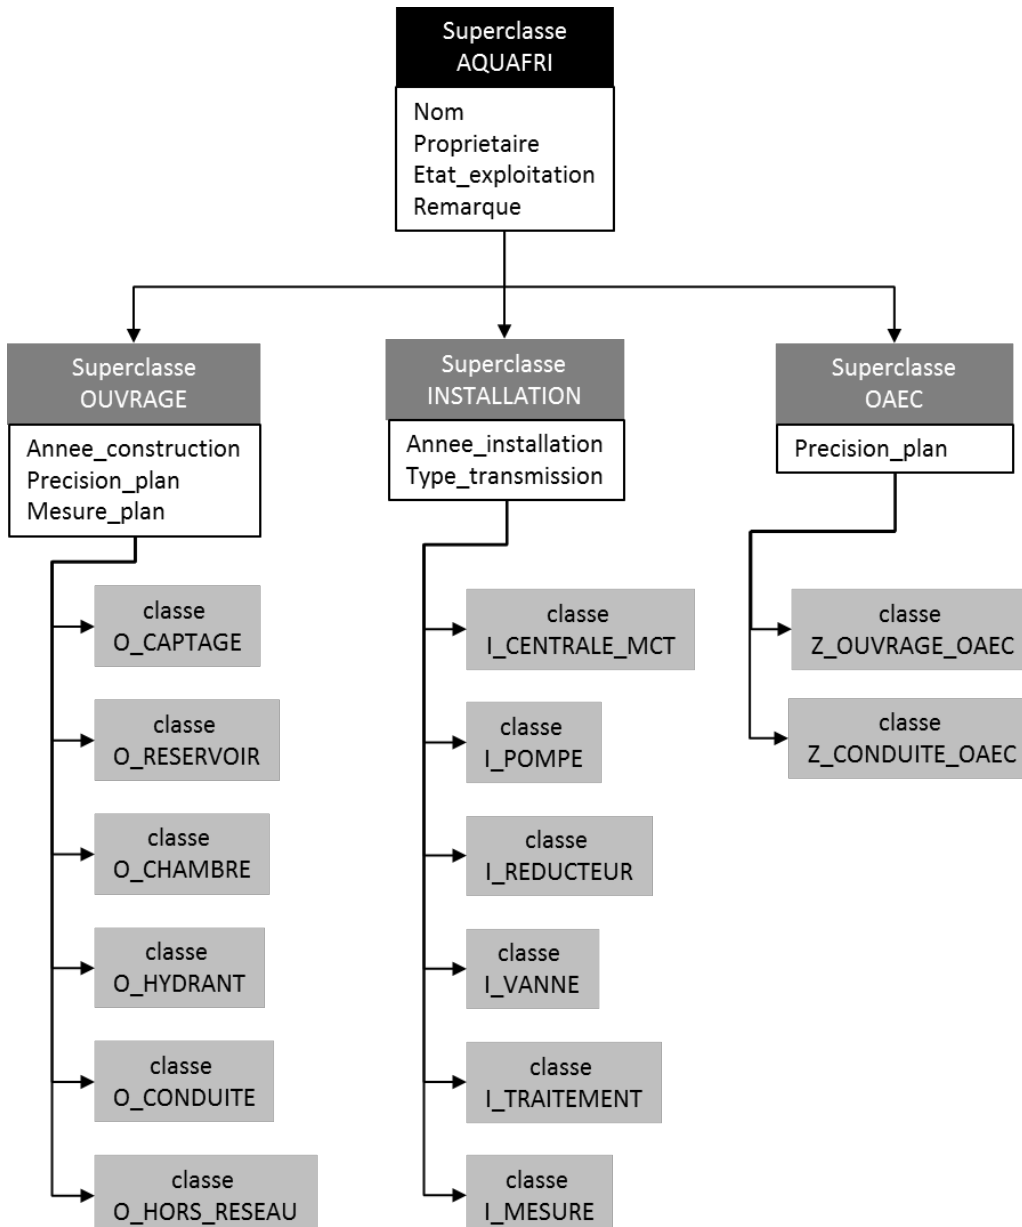 Superclasse
AQUAFRI
Nom
Proprietaire
Etat_exploitation
Remarque
Superclasse
OUVRAGE
Annee_construction
Precision_plan
Mesure_plan
classe
O_CAPTAGE
classe
O_RESERVOIR
classe
O_CHAMBRE
classe
O_HYDRANT
classe
O_CONDUITE
classe
O_HORS_RESEAU
Superclasse
INSTALLATION
Annee_installation
Type_transmission
classe
I_CENTRALE_MCT
classe
I_POMPE
classe
I_REDUCTEUR
classe
I_VANNE
classe
I_TRAITEMENT
classe
I_MESURE
Superclasse
OAEC
Precision_plan
classe
Z_OUVRAGE_OAEC
classe
Z_CONDUITE_OAEC